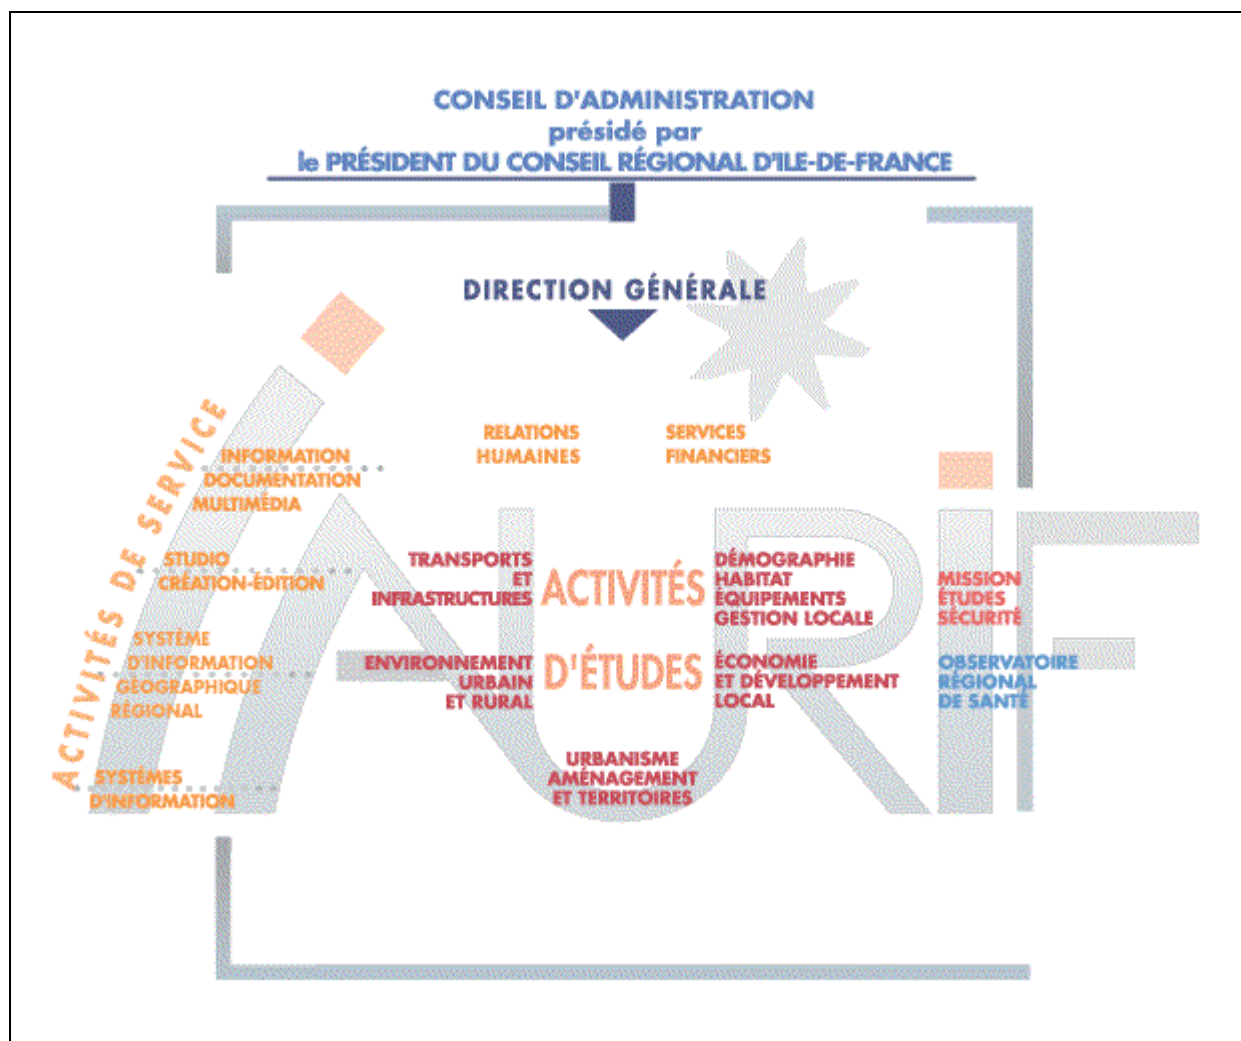 CONSEIL D'ADMINISTRATION
présidé par
le PRÉSIDENT DU CONSEIL RÉGIONAL D'ILE-DE-FRANCE
DIRECTION GÉNÉRALE
ACTIVITÉS DE SERVICE
RELATIONS
HUMAINES
SERVICES
FINANCIERS
INFORMATION
DOCUMENTATION
MULTIMÉDIA
STUDIO
CRÉATION-ÉDITION
SYSTÈME
D'INFORMATION
GÉOGRAPHIQUE
RÉGIONAL
SYSTÈMES
D'INFORMATION
IAURIF
TRANSPORTS
ET
INFRASTRUCTURES
ENVIRONNEMENT
URBAIN
ET RURAL
ACTIVITÉS
D'ÉTUDES
DÉMOGRAPHIE
HABITAT
ÉQUIPEMENTS
GESTION LOCALE
ÉCONOMIE
ET DÉVELOPPEMENT
LOCAL
URBANISME
AMÉNAGEMENT
ET TERRITOIRES
MISSION
ÉTUDES
SÉCURITÉ
OBSERVATOIRE
RÉGIONAL
DE SANTÉ